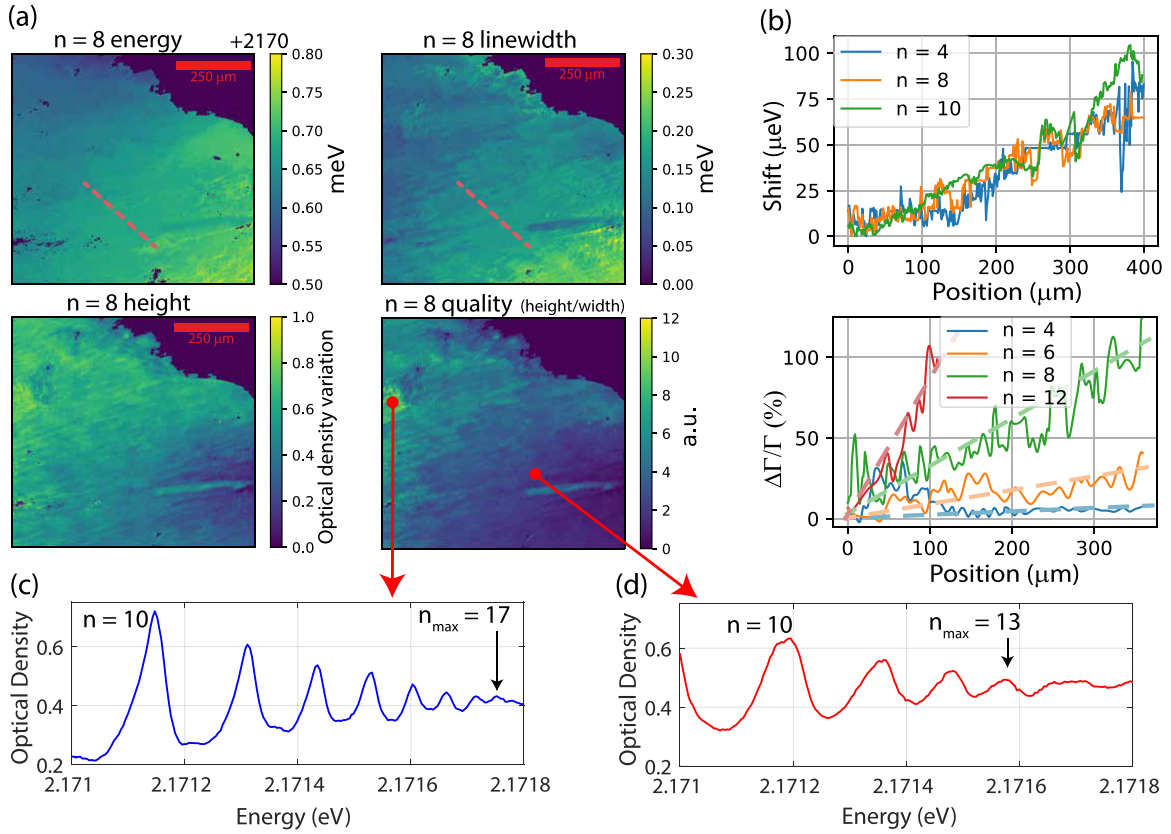 (a)
n = 8 energy
+2170
250 μm
0.80
0.75
0.70
0.65
0.60
0.55
0.50
meV
n = 8 linewidth
250 μm
0.30
0.25
0.20
0.15
0.10
0.05
0.00
meV
n = 8 height
250 μm
1.0
0.8
0.6
0.4
0.2
0.0
Optical density variation
n = 8 quality (height/width)
12
10
8
6
4
2
0
a.u.
(b)
Shift (μeV)
100
75
50
25
0
n = 4
n = 8
n = 10
0 100 200 300 400
Position (μm)
ΔΓ/Γ (%)
100
50
0
n = 4
n = 6
n = 8
n = 12
0 100 200 300
Position (μm)
(c)
Optical Density
0.6
0.4
0.2
n = 10
n_max = 17
2.171 2.1712 2.1714 2.1716 2.1718
Energy (eV)
(d)
Optical Density
0.6
0.4
0.2
n = 10
n_max = 13
2.171 2.1712 2.1714 2.1716 2.1718
Energy (eV)